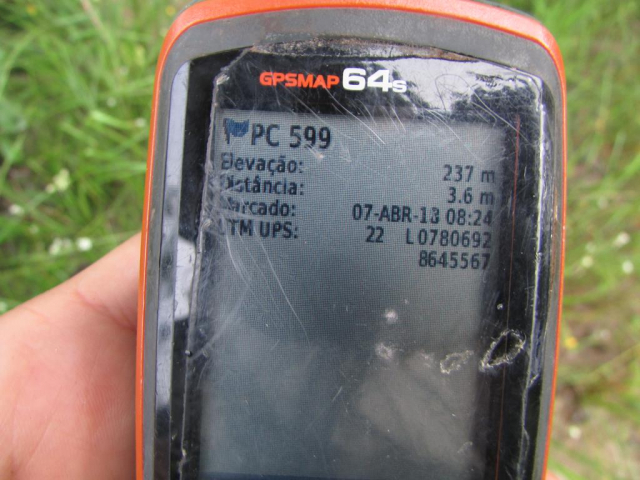 GPSMAP 64s
PC 599
Elevação: 237 m
Distância: 3.6 m
Marcado: 07-ABR-13 08:24
UTM UPS: 22 L 0780692
8645567